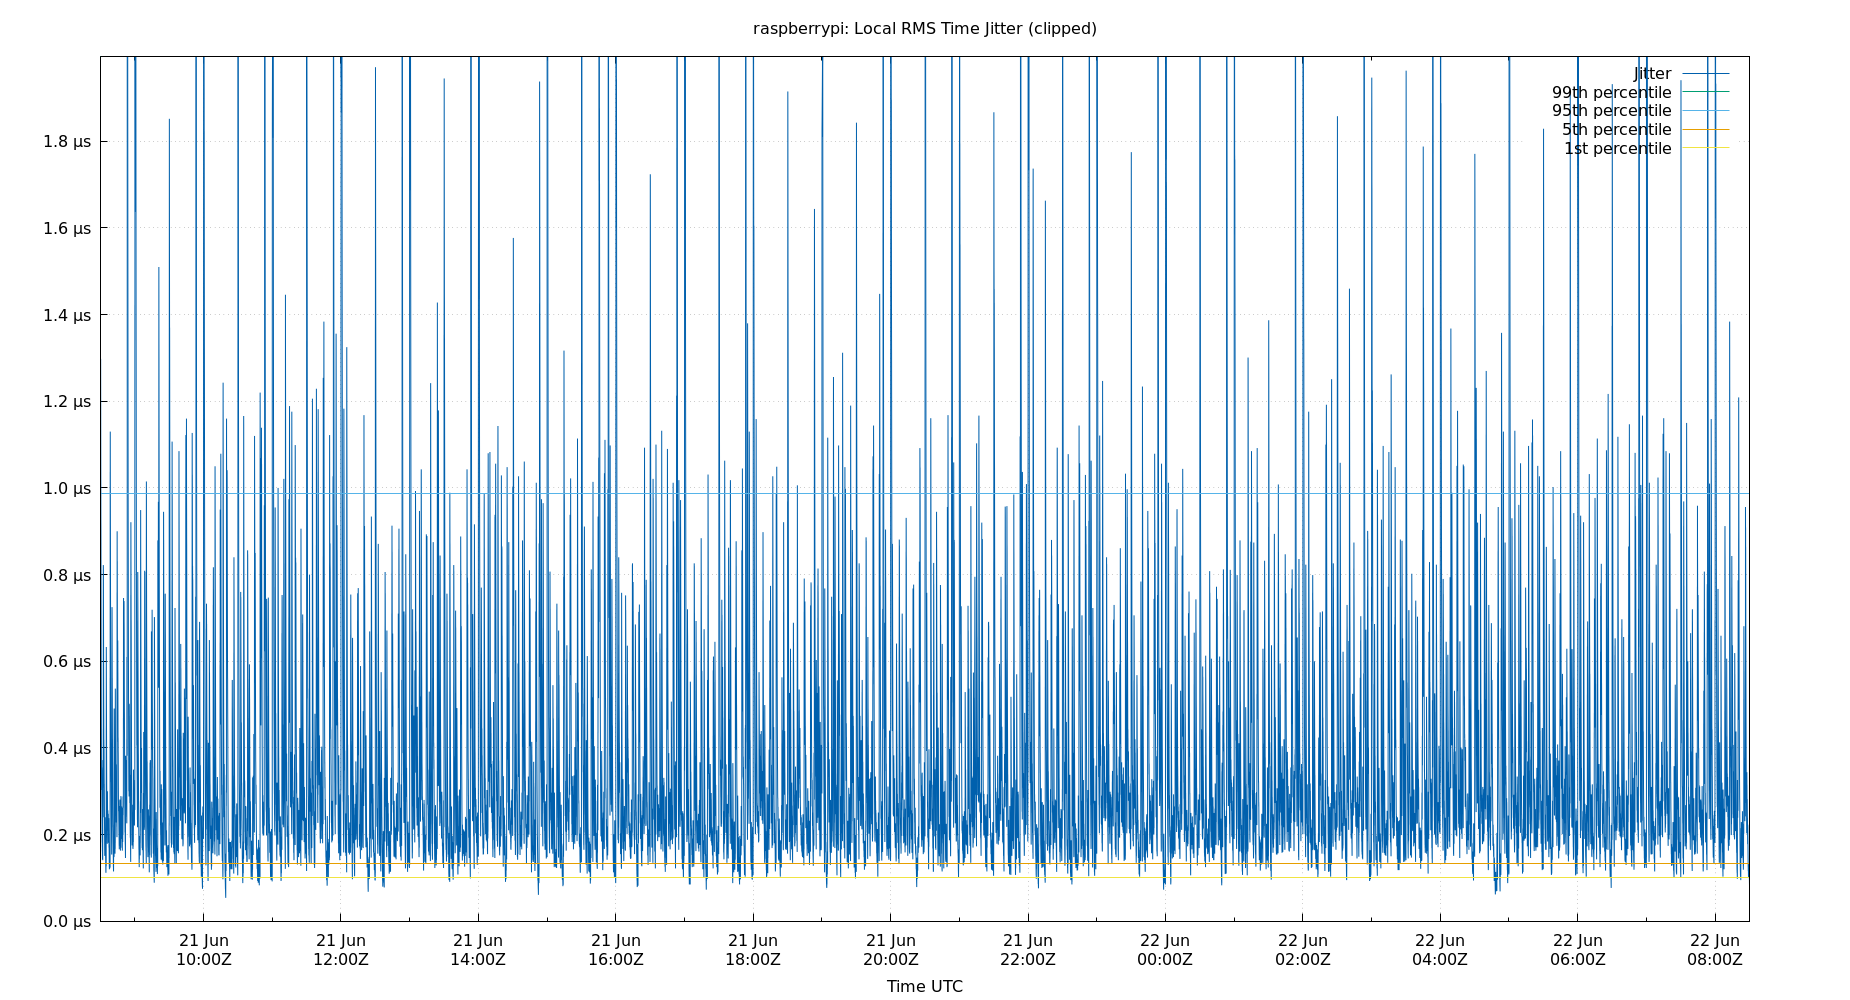 raspberrypi: Local RMS Time Jitter (clipped)
Jitter
99th percentile
95th percentile
5th percentile
1st percentile
1.8 µs
1.6 µs
1.4 µs
1.2 µs
1.0 µs
0.8 µs
0.6 µs
0.4 µs
0.2 µs
0.0 µs
21 Jun 21 Jun 21 Jun 21 Jun 21 Jun 21 Jun 21 Jun 22 Jun 22 Jun 22 Jun 22 Jun 22 Jun
10:00Z 12:00Z 14:00Z 16:00Z 18:00Z 20:00Z 22:00Z 00:00Z 02:00Z 04:00Z 06:00Z 08:00Z
Time UTC